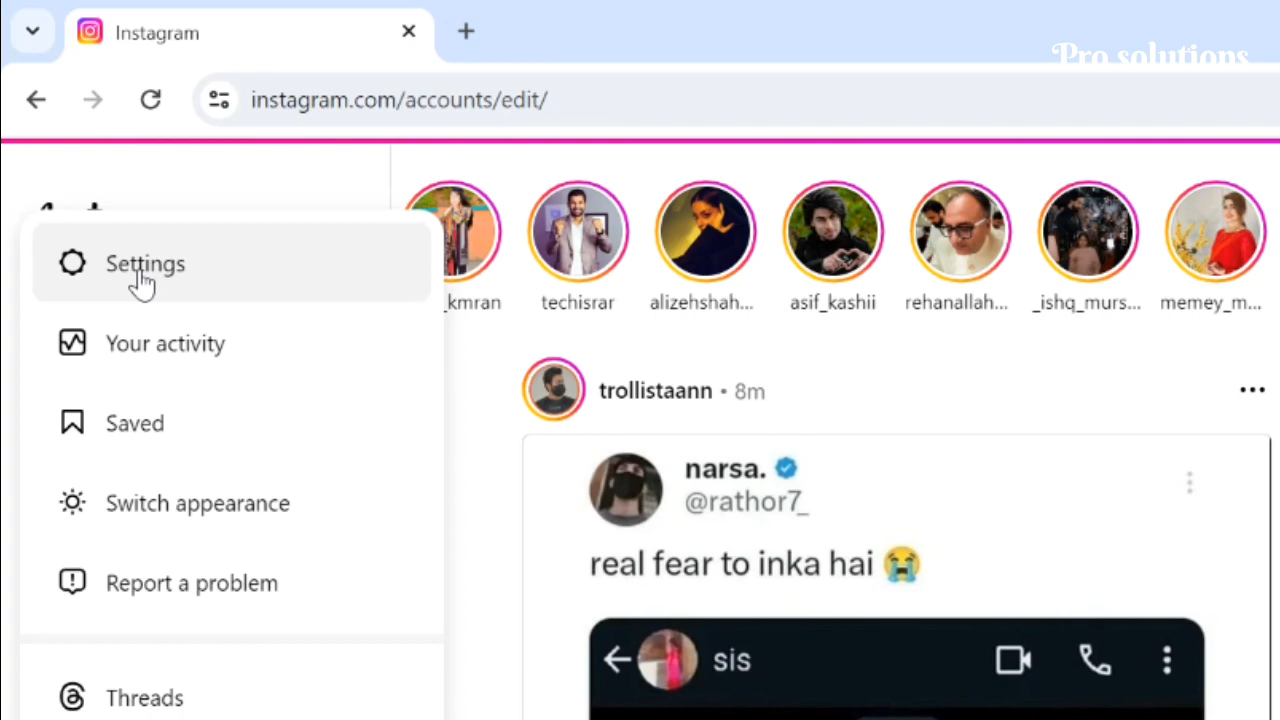 Instagram
Pro solutions
instagram.com/accounts/edit/
Settings
Your activity
Saved
Switch appearance
Report a problem
Threads
_kmran
techisrar
alizehshah...
asif_kashii
rehanallah...
_ishq_murs...
memey_m...
trollistaann • 8m
narsa.
@rathor7_
real fear to inka hai 😭
sis